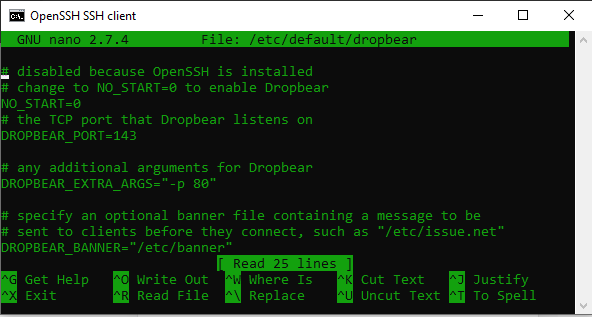 OpenSSH SSH client
GNU nano 2.7.4 File: /etc/default/dropbear
# disabled because OpenSSH is installed
# change to NO_START=0 to enable Dropbear
NO_START=0
# the TCP port that Dropbear listens on
DROPBEAR_PORT=143
# any additional arguments for Dropbear
DROPBEAR_EXTRA_ARGS="-p 80"
# specify an optional banner file containing a message to be
# sent to clients before they connect, such as "/etc/issue.net"
DROPBEAR_BANNER="/etc/banner"
[ Read 25 lines ]
^G Get Help ^O Write Out ^W Where Is ^K Cut Text ^J Justify
^X Exit ^R Read File ^\ Replace ^U Uncut Text ^T To Spell